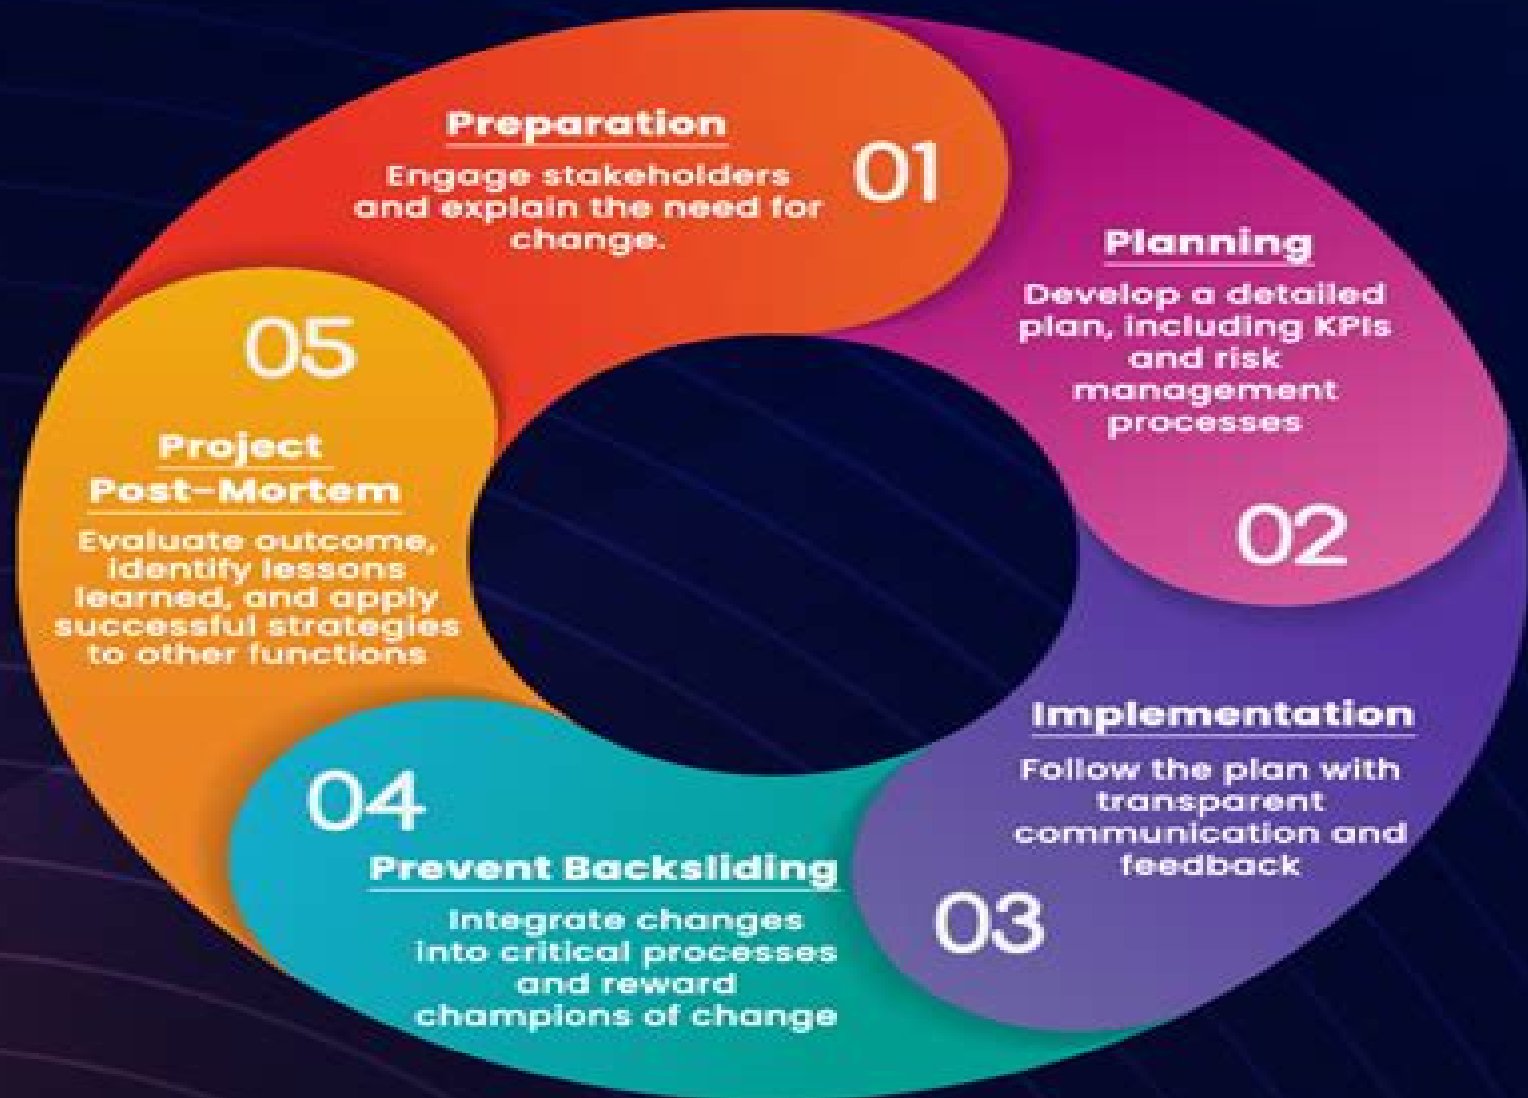 Preparation
Engage stakeholders
and explain the need for
change.
01
Planning
Develop a detailed
plan, including KPIs
and risk
management
processes
02
Implementation
Follow the plan with
transparent
communication and
feedback
03
04
Prevent Backsliding
Integrate changes
into critical processes
and reward
champions of change
05
Project
Post-Mortem
Evaluate outcome,
identify lessons
learned, and apply
successful strategies
to other functions